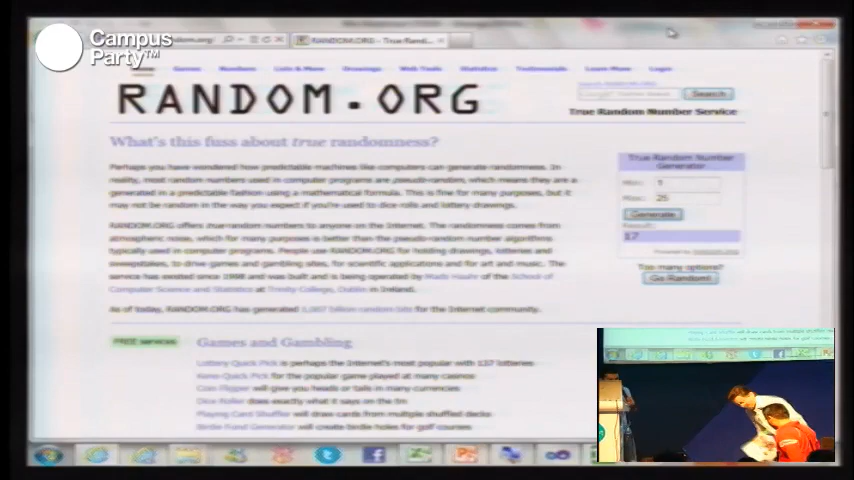 Campus
Party™
RANDOM.ORG - True Rand...
Home Games Numbers Lists & More Drawings Web Tools Statistics Testimonials Learn More Login
RANDOM.ORG
Search
True Random Number Service
What's this fuss about true randomness?
Perhaps you have wondered how predictable machines like computers can generate randomness. In
reality, most random numbers used in computer programs are pseudo-random, which means they are a
generated in a predictable fashion using a mathematical formula. This is fine for many purposes, but it
may not be random in the way you expect if you're used to dice rolls and lottery drawings.
RANDOM.ORG offers true random numbers to anyone on the Internet. The randomness comes from
atmospheric noise, which for many purposes is better than the pseudo-random number algorithms
typically used in computer programs. People use RANDOM.ORG for holding drawings, lotteries and
sweepstakes, to drive games and gambling sites, for scientific applications and for art and music. The
service has existed since 1998 and was built and is being operated by Mads Haahr of the School of
Computer Science and Statistics at Trinity College, Dublin in Ireland.
As of today, RANDOM.ORG has generated billion random bits for the Internet community.
True Random Number
Generator
Min: 1
Max: 25
Generate
Result:
17
Powered by RANDOM.ORG
Too many options?
Go Random!
FREE services
Games and Gambling
Lottery Quick Pick is perhaps the Internet's most popular with 137 lotteries
Keno Quick Pick for the popular game played at many casinos
Coin Flipper will give you heads or tails in many currencies
Dice Roller does exactly what it says on the tin
Playing Card Shuffler will draw cards from multiple shuffled decks
Birdie Fund Generator will create birdie holes for golf courses